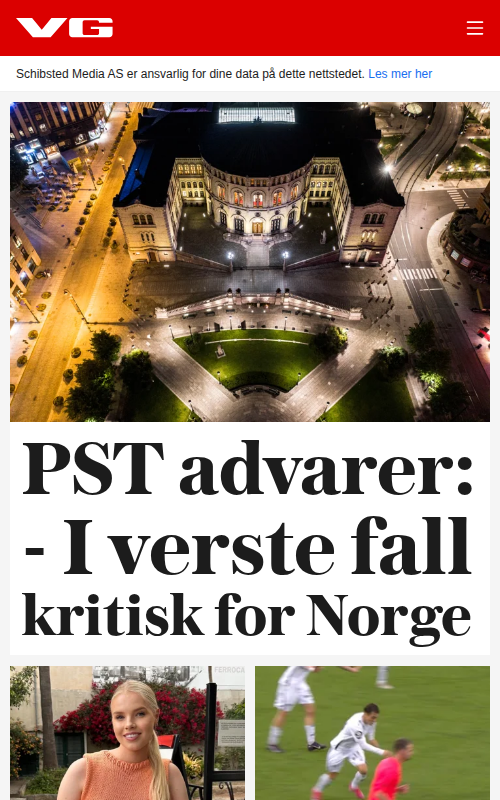 VG
Schibsted Media AS er ansvarlig for dine data på dette nettstedet. Les mer her
PST advarer:
- I verste fall
kritisk for Norge
FERROCA